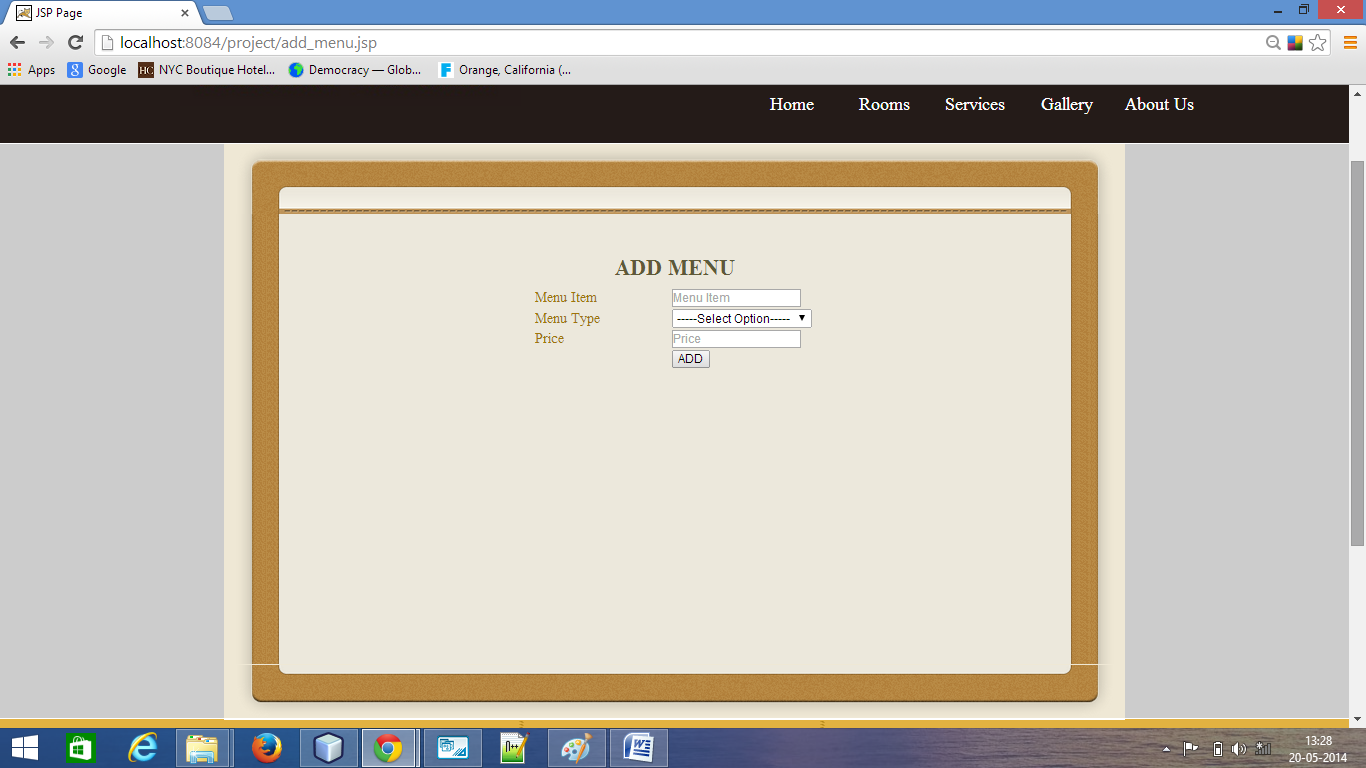 JSP Page
localhost:8084/project/add_menu.jsp
Apps Google NYC Boutique Hotel... Democracy — Glob... Orange, California (...
Home Rooms Services Gallery About Us
ADD MENU
Menu Item Menu Item
Menu Type -----Select Option-----
Price Price
ADD
13:28
20-05-2014